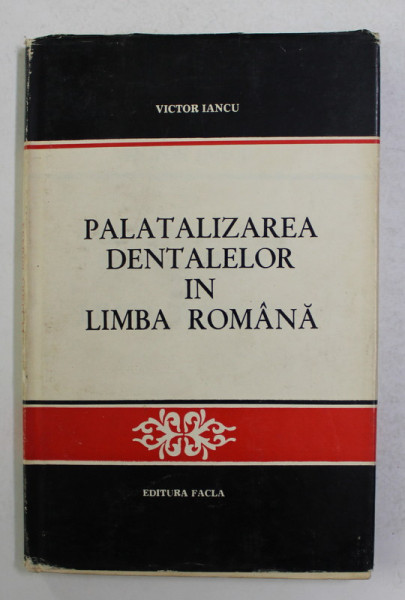 VICTOR IANCU
PALATALIZAREA
DENTALELOR
IN
LIMBA ROMÂNĂ
EDITURA FACLA